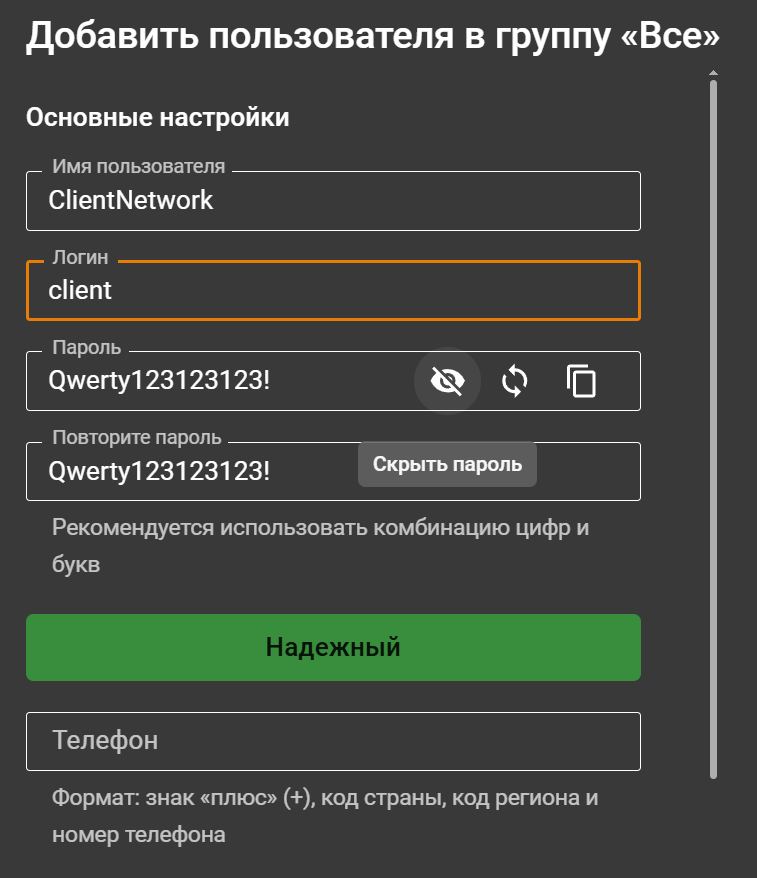 Добавить пользователя в группу «Все»
Основные настройки
Имя пользователя
ClientNetwork
Логин
client
Пароль
Qwerty123123123!
Повторите пароль
Qwerty123123123!
Скрыть пароль
Рекомендуется использовать комбинацию цифр и
букв
Надежный
Телефон
Формат: знак «плюс» (+), код страны, код региона и
номер телефона